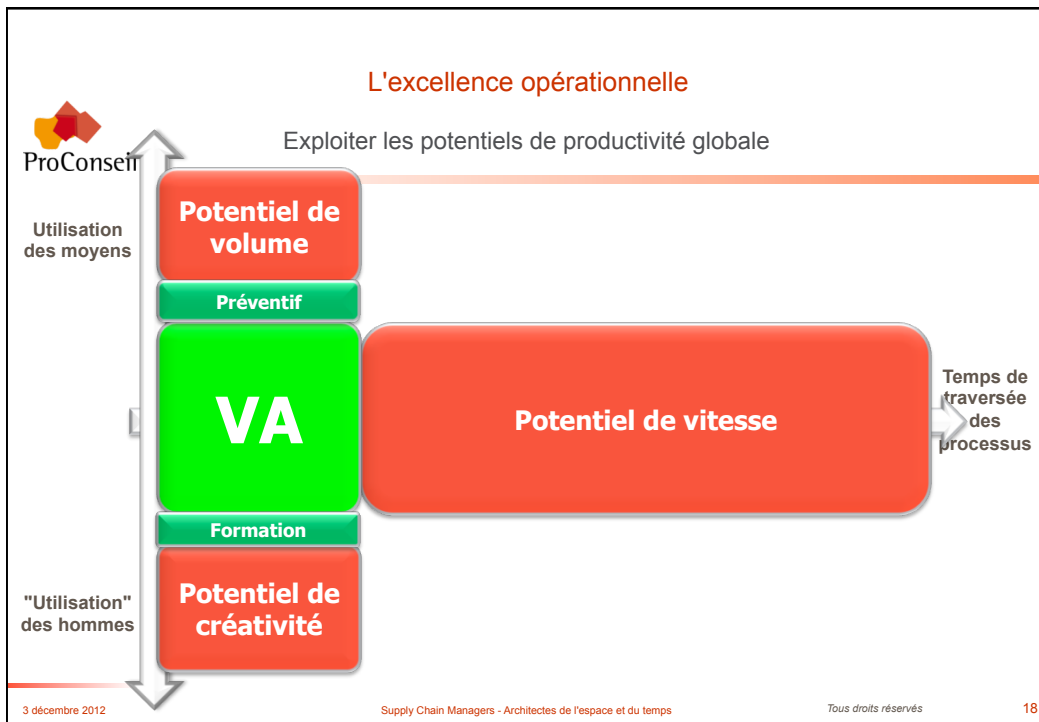 L'excellence opérationnelle
Exploiter les potentiels de productivité globale
ProConseil
Utilisation
des moyens
Potentiel de
volume
Préventif
VA
Potentiel de vitesse
Temps de
traversée
des
processus
Formation
"Utilisation"
des hommes
Potentiel de
créativité
3 décembre 2012
Supply Chain Managers - Architectes de l'espace et du temps
Tous droits réservés
18